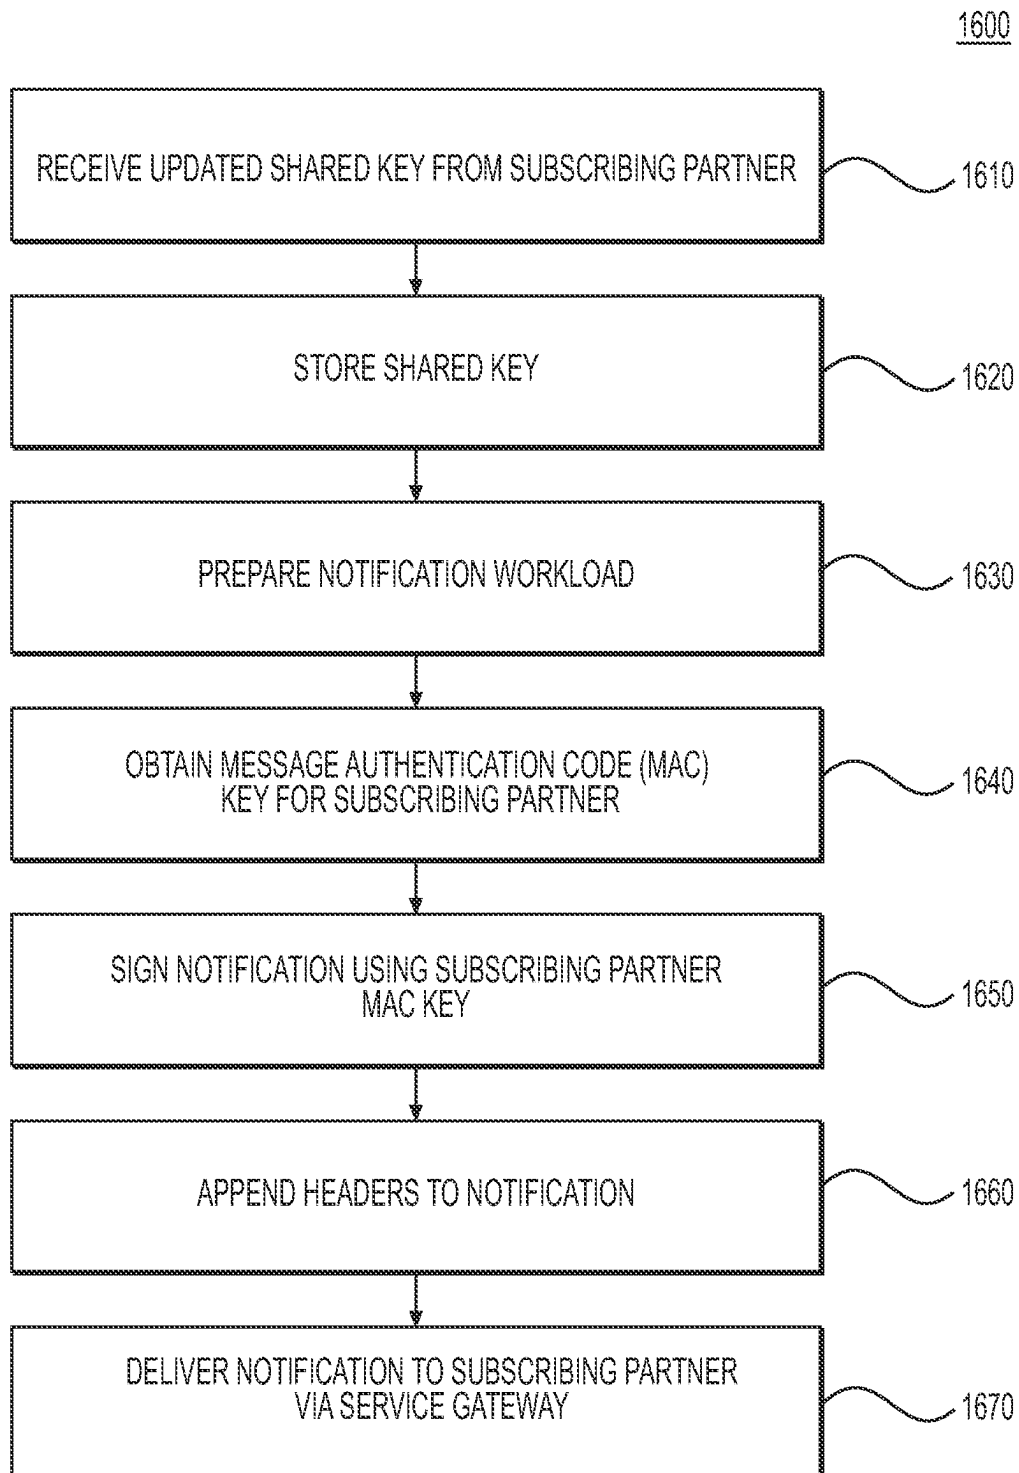 1600
RECEIVE UPDATED SHARED KEY FROM SUBSCRIBING PARTNER
1610
STORE SHARED KEY
1620
PREPARE NOTIFICATION WORKLOAD
1630
OBTAIN MESSAGE AUTHENTICATION CODE (MAC)
KEY FOR SUBSCRIBING PARTNER
1640
SIGN NOTIFICATION USING SUBSCRIBING PARTNER
MAC KEY
1650
APPEND HEADERS TO NOTIFICATION
1660
DELIVER NOTIFICATION TO SUBSCRIBING PARTNER
VIA SERVICE GATEWAY
1670